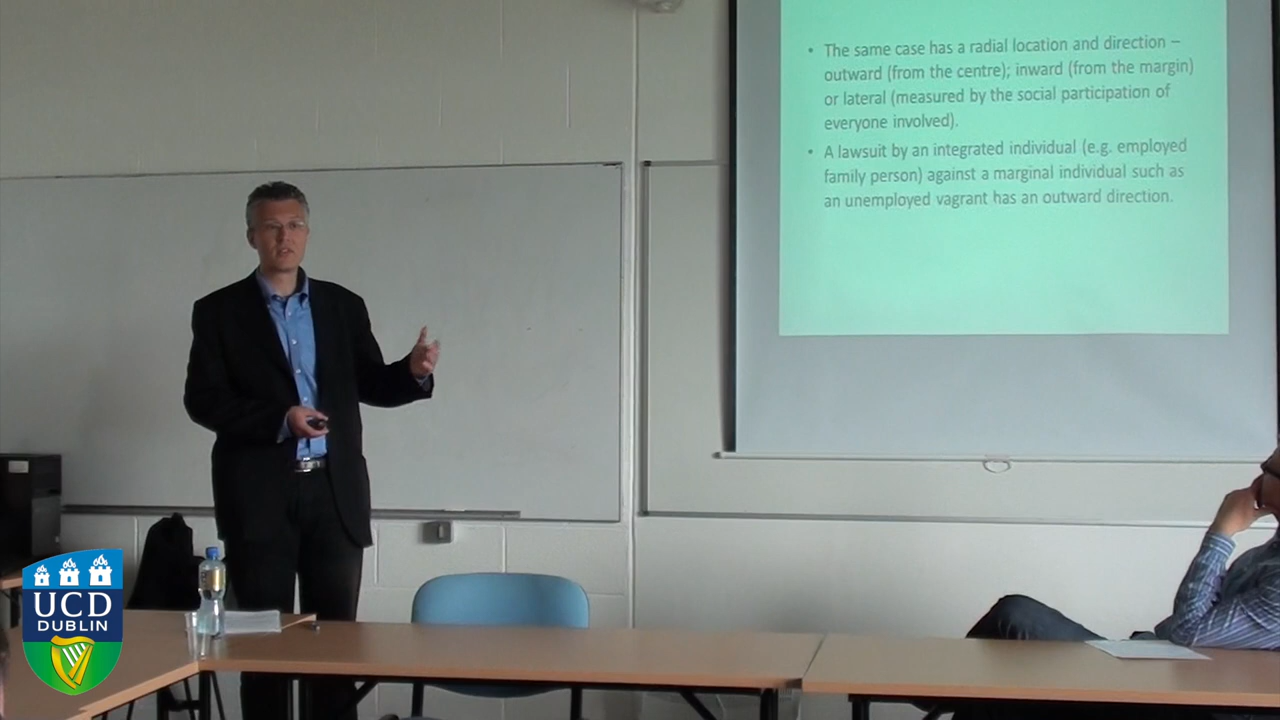 • The same case has a radial location and direction –
outward (from the centre); inward (from the margin)
or lateral (measured by the social participation of
everyone involved).
• A lawsuit by an integrated individual (e.g. employed
family person) against a marginal individual such as
an unemployed vagrant has an outward direction.
UCD
DUBLIN